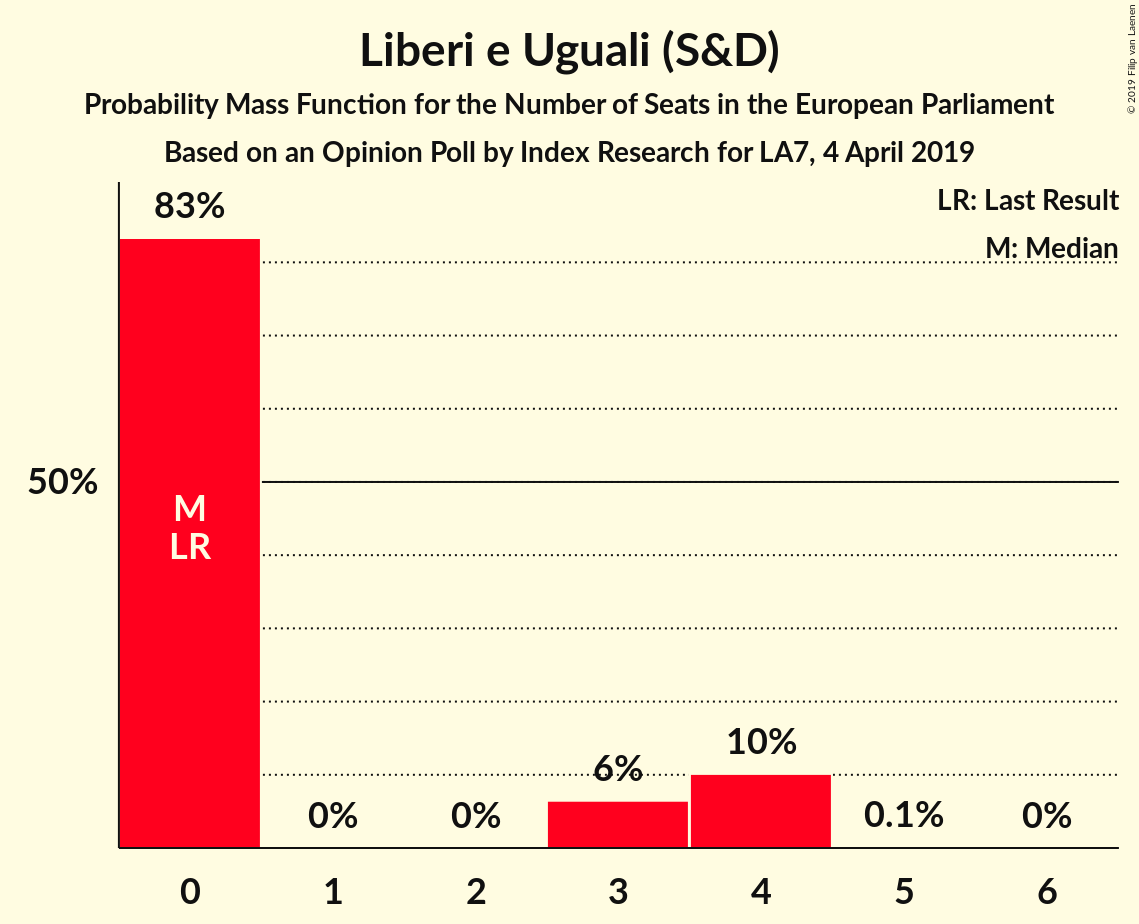 Liberi e Uguali (S&D)
Probability Mass Function for the Number of Seats in the European Parliament
Based on an Opinion Poll by Index Research for LA7, 4 April 2019
© 2019 Filip van Laenen
LR: Last Result
M: Median
83%
50%
M
LR
0%
0%
6%
10%
0.1%
0%
0
1
2
3
4
5
6